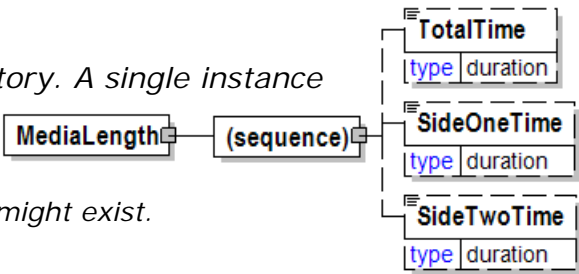 TotalTime
type duration
tory. A single instance
SideOneTime
MediaLength
(sequence)
type duration
might exist.
SideTwoTime
type duration